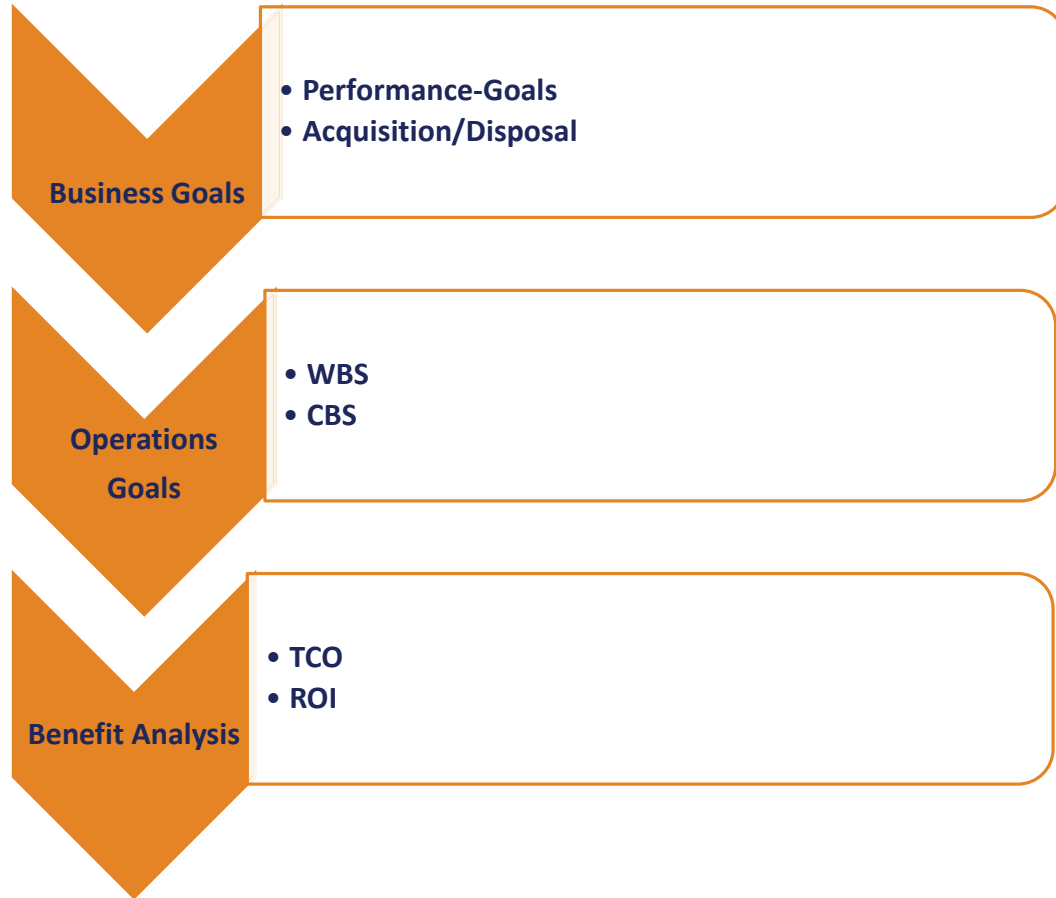 • Performance-Goals
• Acquisition/Disposal
Business Goals
• WBS
• CBS
Operations
Goals
• TCO
• ROI
Benefit Analysis